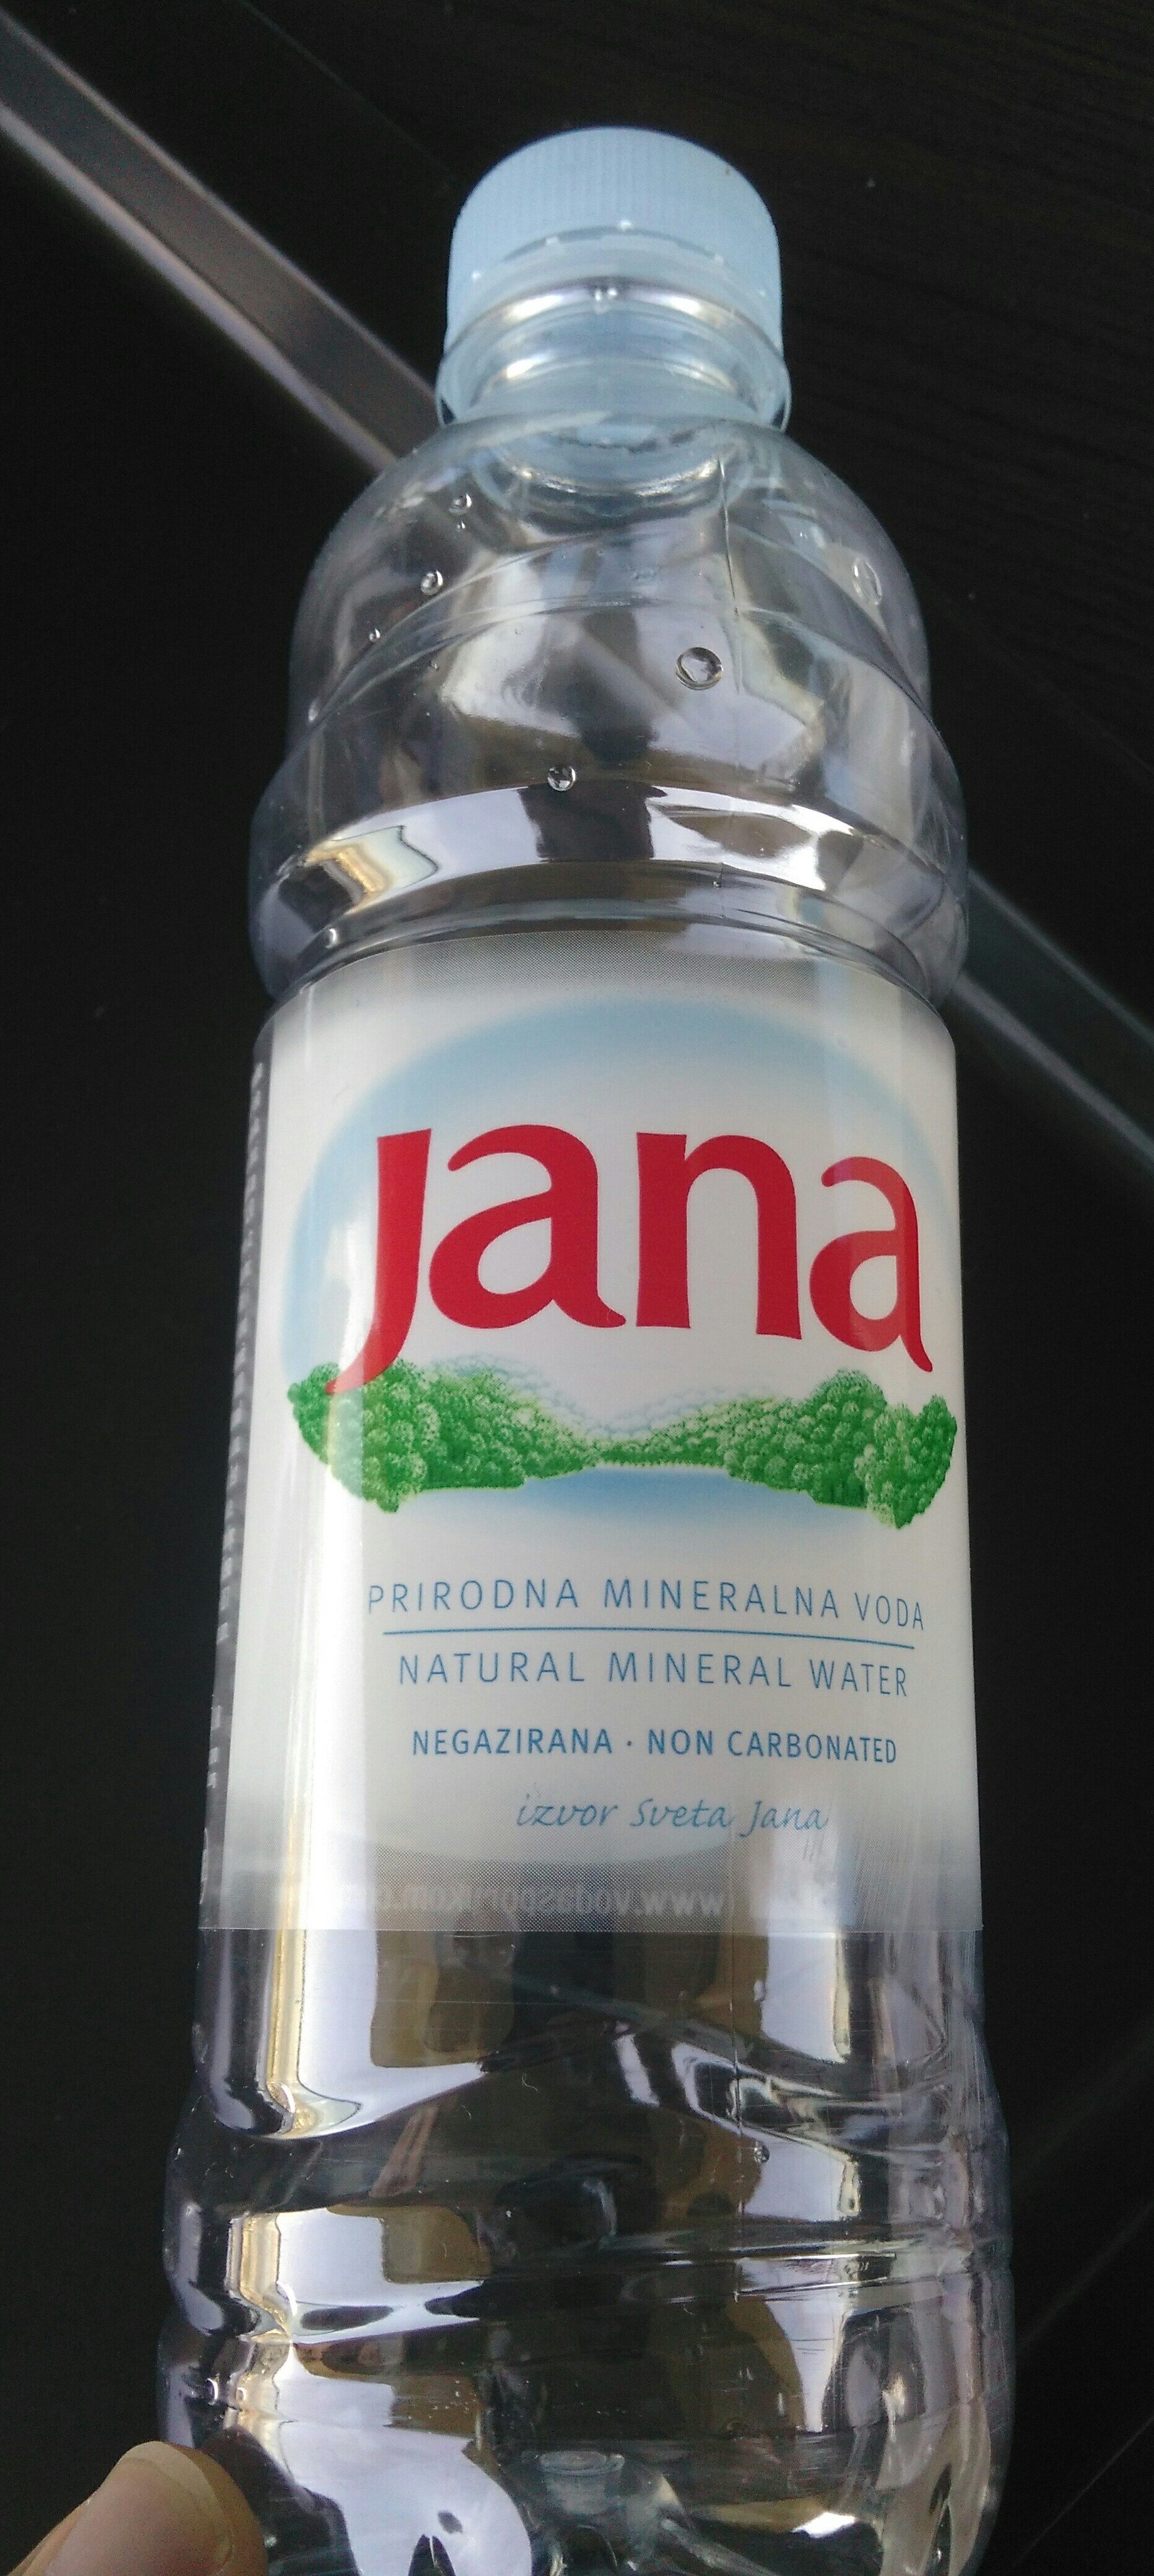 Jana
PRIRODNA MINERALNA VODA
NATURAL MINERAL WATER
NEGAZIRANA · NON CARBONATED
izvor Sveta Jana